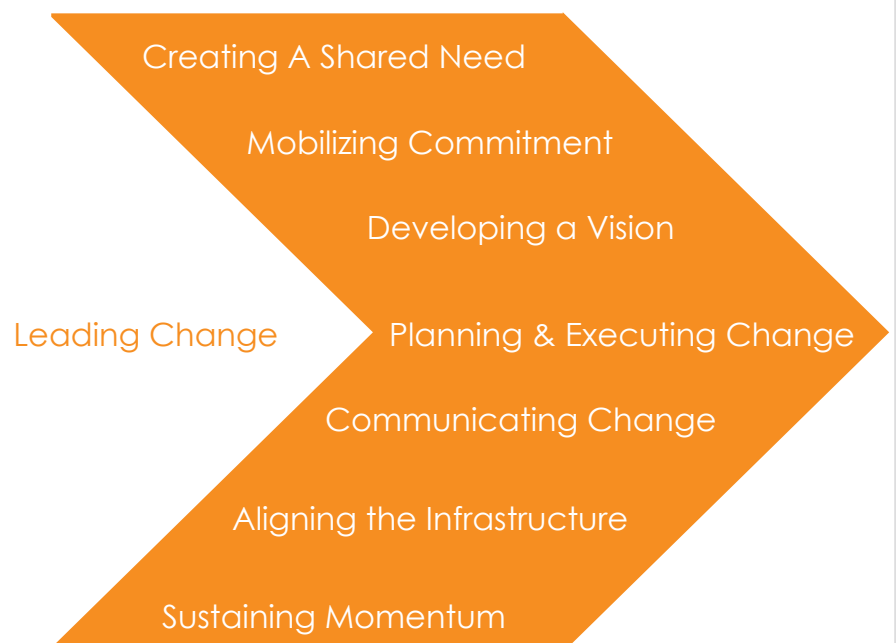 Creating A Shared Need
Mobilizing Commitment
Developing a Vision
Leading Change
Planning & Executing Change
Communicating Change
Aligning the Infrastructure
Sustaining Momentum